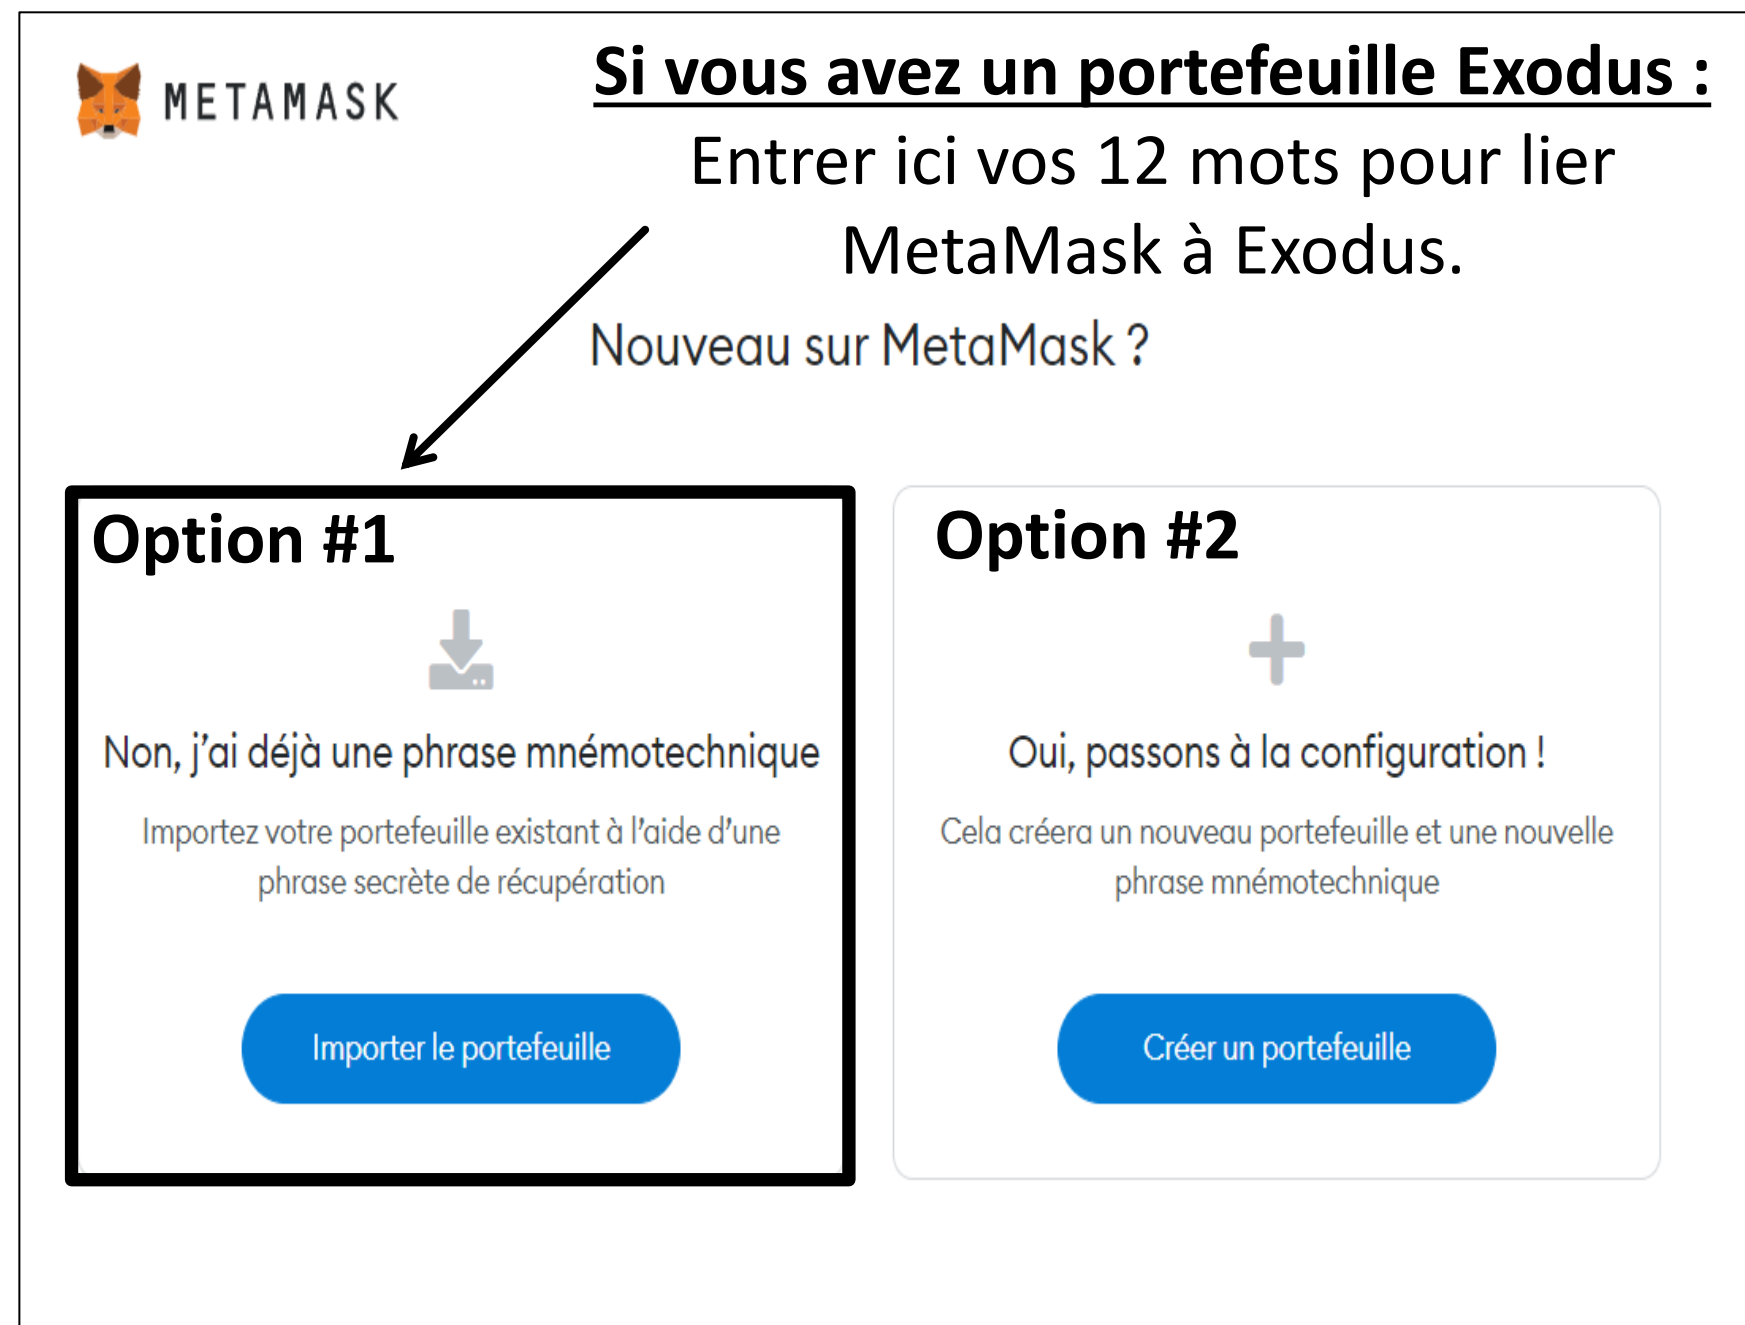 METAMASK
Si vous avez un portefeuille Exodus :
Entrer ici vos 12 mots pour lier
MetaMask à Exodus.
Nouveau sur MetaMask ?
Option #1
Non, j'ai déjà une phrase mnémotechnique
Importez votre portefeuille existant à l'aide d'une
phrase secrète de récupération
Importer le portefeuille
Option #2
Oui, passons à la configuration !
Cela créera un nouveau portefeuille et une nouvelle
phrase mnémotechnique
Créer un portefeuille